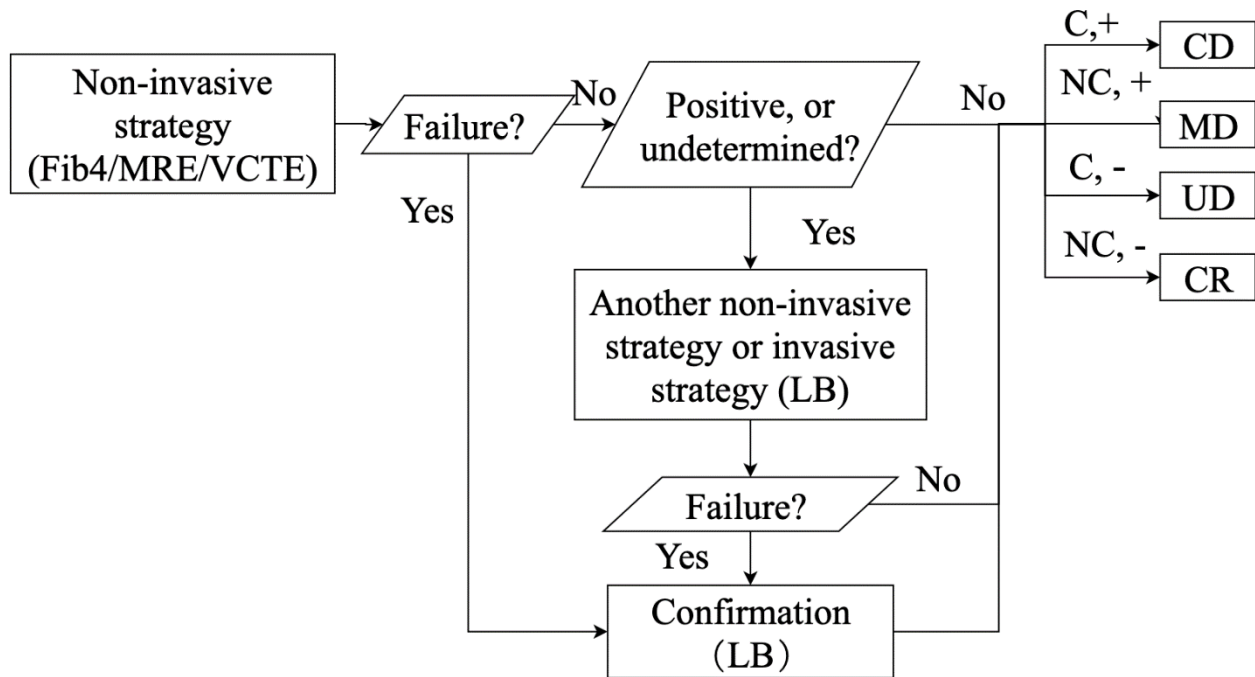 Non-invasive
strategy
(Fib4/MRE/VCTE)
Failure?
No
Yes
Positive, or
undetermined?
No
Yes
Another non-invasive
strategy or invasive
strategy (LB)
Failure?
No
Yes
Confirmation
（LB）
C,+
CD
NC, +
MD
C, -
UD
NC, -
CR